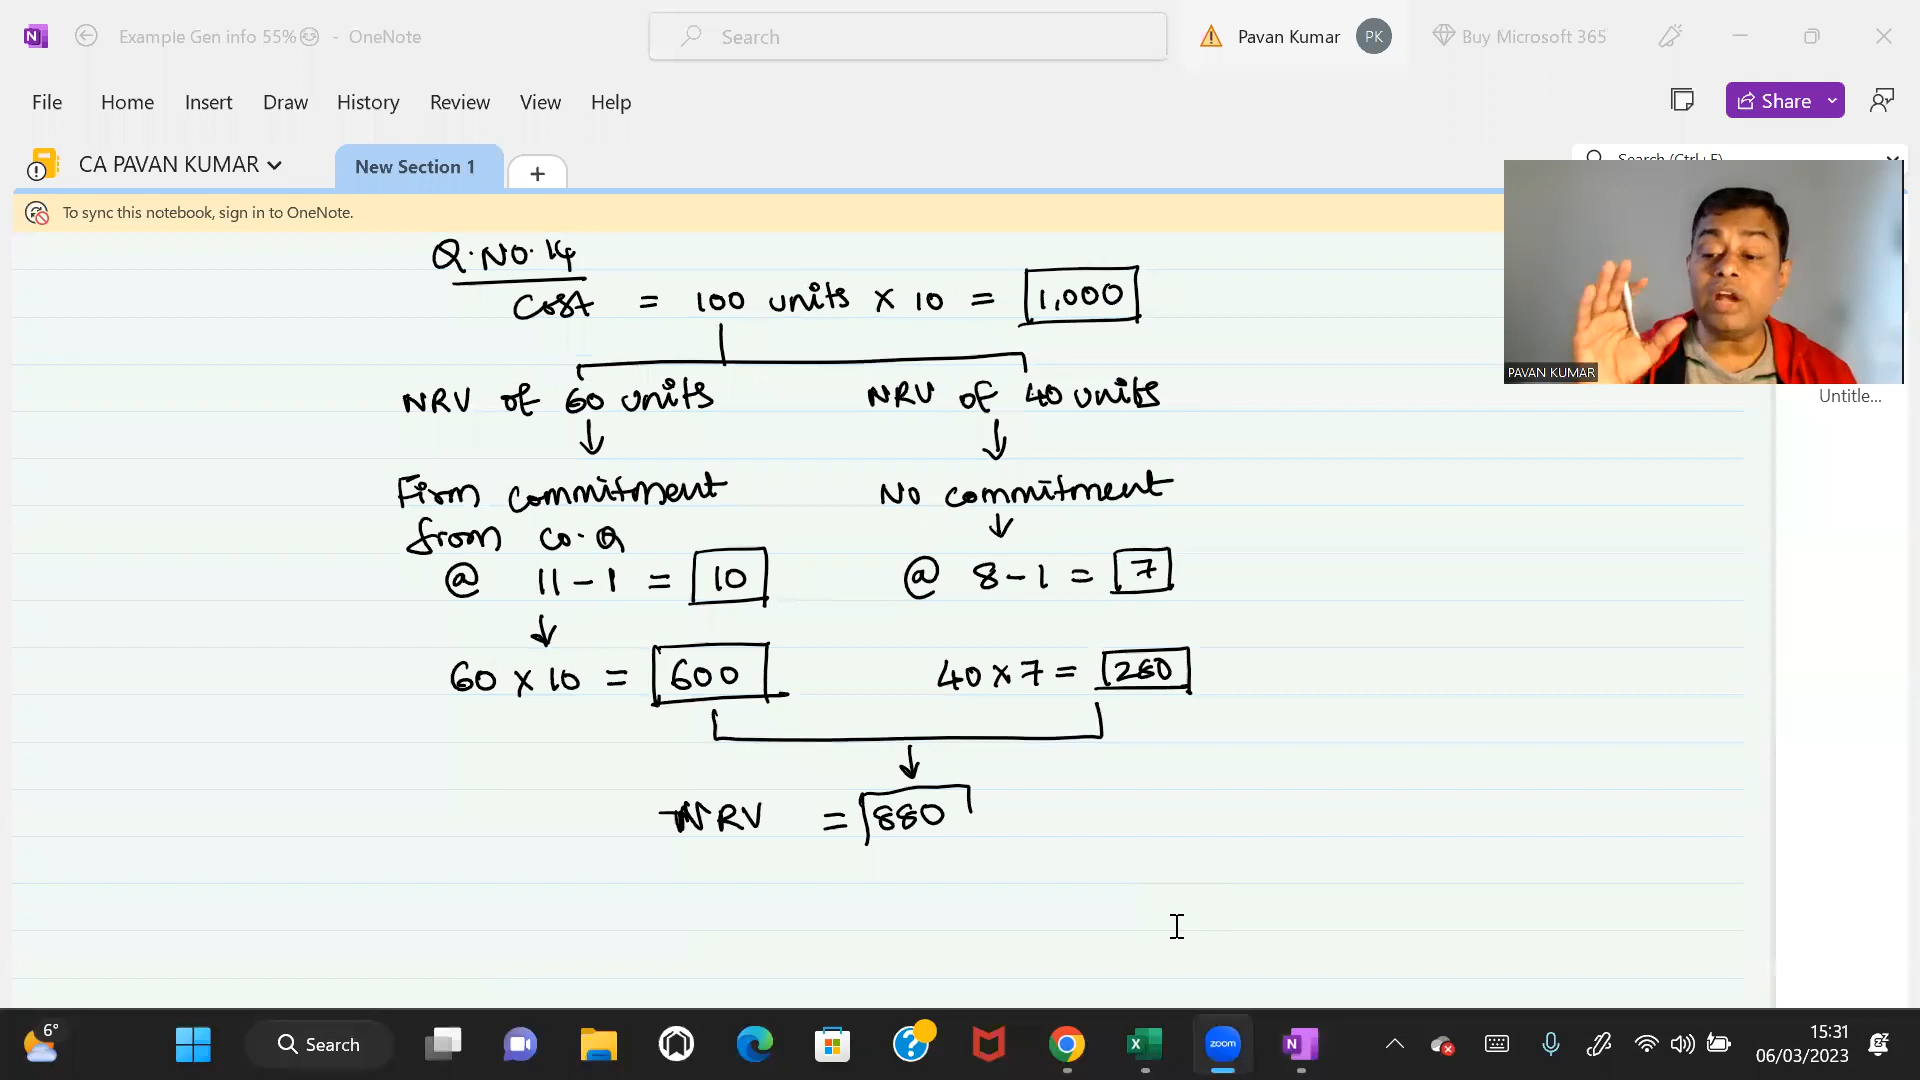 Example Gen info 55% - OneNote
Search
Pavan Kumar
PK
Buy Microsoft 365
File Home Insert Draw History Review View Help
Share
CA PAVAN KUMAR
New Section 1
+
Search (Ctrl+E)
To sync this notebook, sign in to OneNote.
PAVAN KUMAR
Untitle...
Q.NO.14
Cost = 100 units X 10 = 1,000
NRV of 60 units NRV of 40 units
Firm commitment No commitment
from Co. Q
@ 11 - 1 = 10 @ 8 - 1 = 7
60 x 10 = 600 40 x 7 = 280
NRV = 880
6°
Search
zoom
15:31
06/03/2023